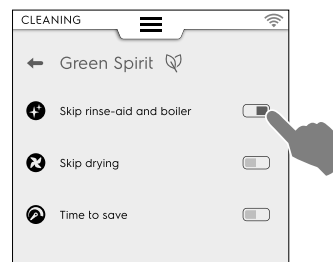 CLEANING
Green Spirit
Skip rinse-aid and boiler
Skip drying
Time to save